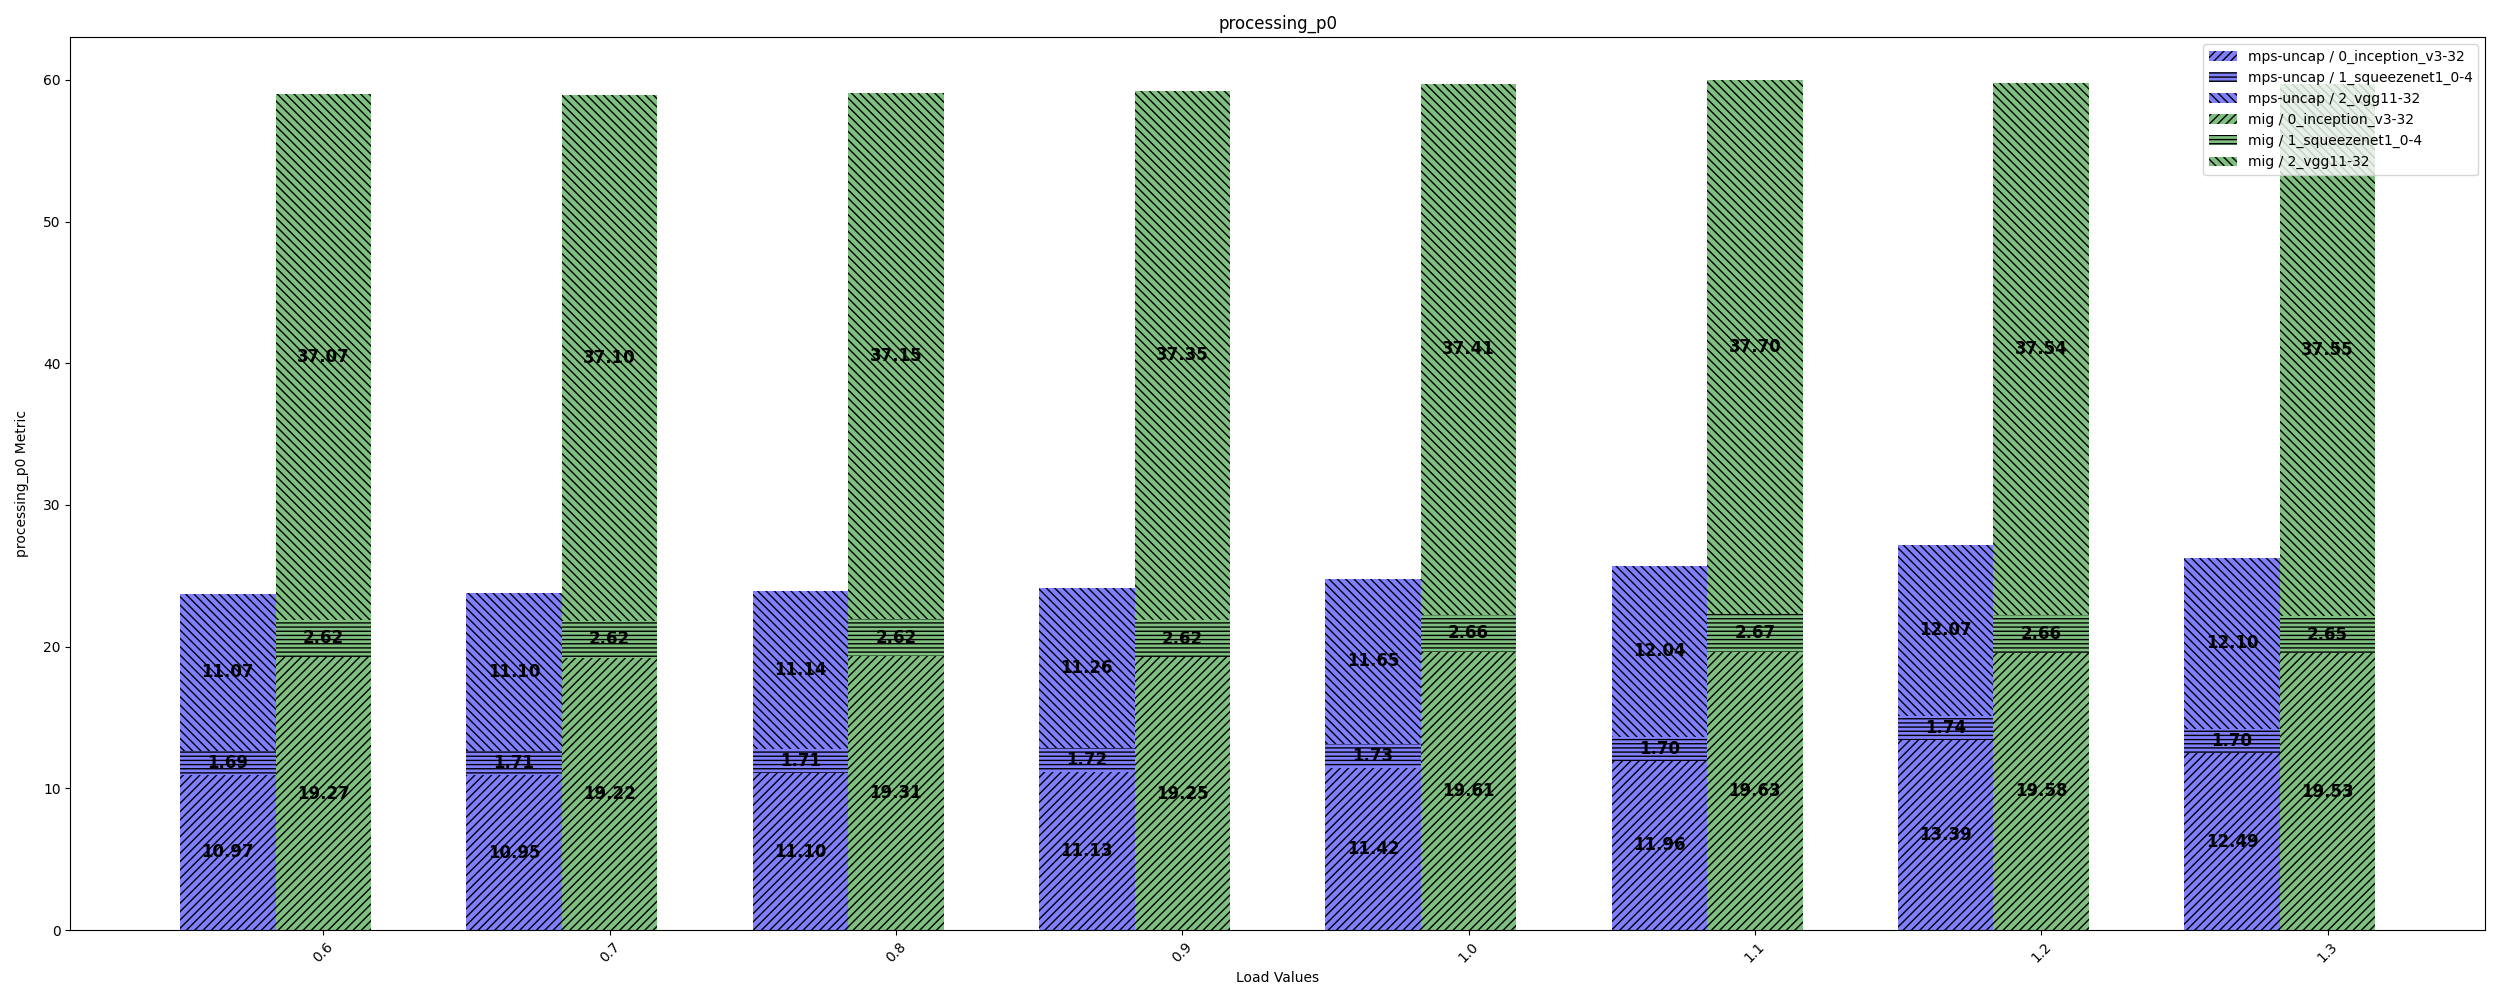 processing_p0
mps-uncap / 0_inception_v3-32
mps-uncap / 1_squeezenet1_0-4
mps-uncap / 2_vgg11-32
mig / 0_inception_v3-32
mig / 1_squeezenet1_0-4
mig / 2_vgg11-32
processing_p0 Metric
60
50
40
30
20
10
0
37.07 37.10 37.15 37.35 37.41 37.70 37.54 37.55
2.62 2.62 2.62 2.62 2.66 2.67 2.66 2.65
11.07 11.10 11.14 11.26 11.65 12.04 12.07 12.10
1.69 1.71 1.71 1.72 1.73 1.70 1.74 1.70
19.27 19.22 19.31 19.25 19.61 19.63 19.58 19.53
10.97 10.95 11.10 11.13 11.42 11.96 13.39 12.49
0.6 0.7 0.8 0.9 1.0 1.1 1.2 1.3
Load Values